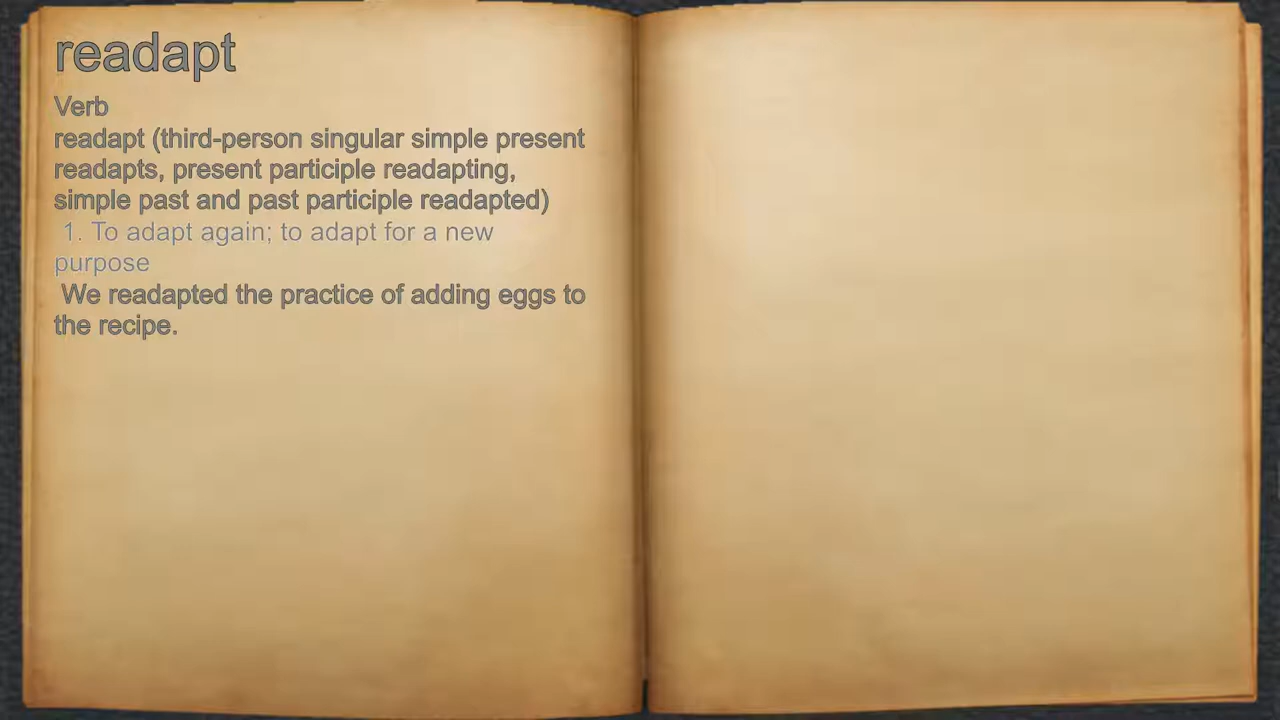 readapt
Verb
readapt (third-person singular simple present
readapts, present participle readapting,
simple past and past participle readapted)
1. To adapt again; to adapt for a new
purpose
We readapted the practice of adding eggs to
the recipe.